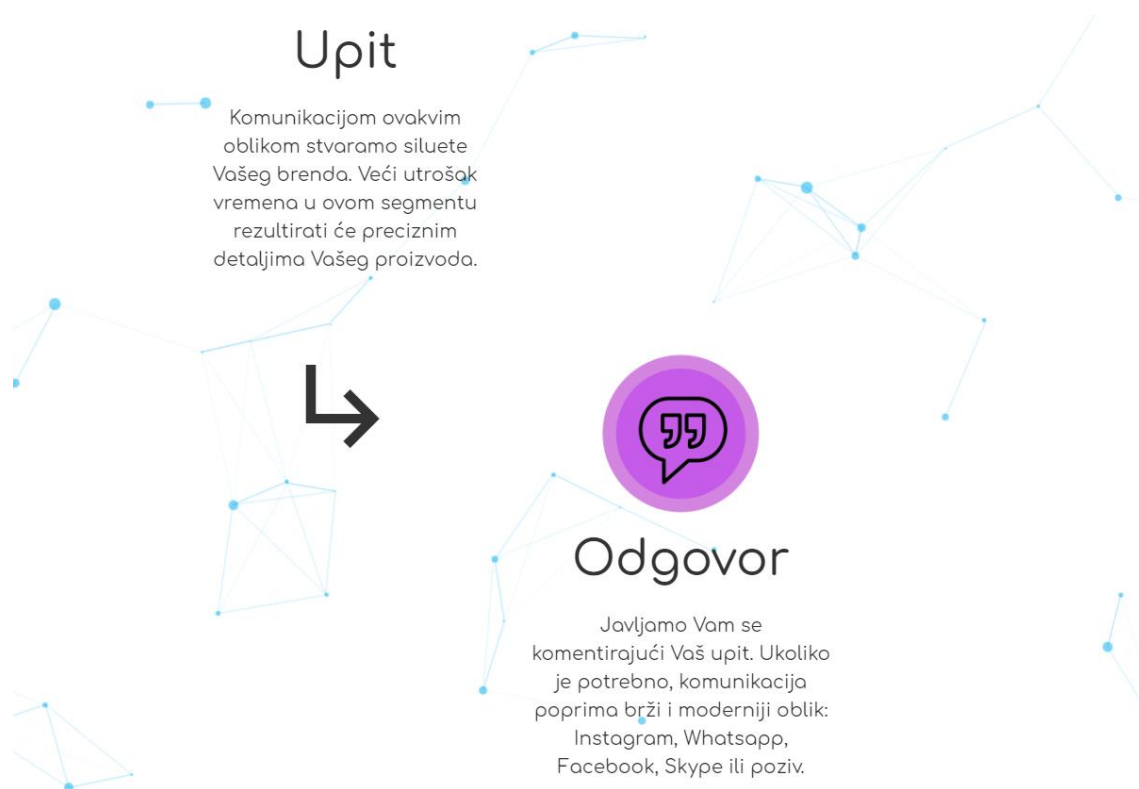 Upit
Komunikacijom ovakvim
oblikom stvaramo siluete
Vašeg brenda. Veći utrošak
vremena u ovom segmentu
rezultirati će preciznim
detaljima Vašeg proizvoda.
Odgovor
Javljamo Vam se
komentirajući Vaš upit. Ukoliko
je potrebno, komunikacija
poprima brži i moderniji oblik:
Instagram, Whatsapp,
Facebook, Skype ili poziv.